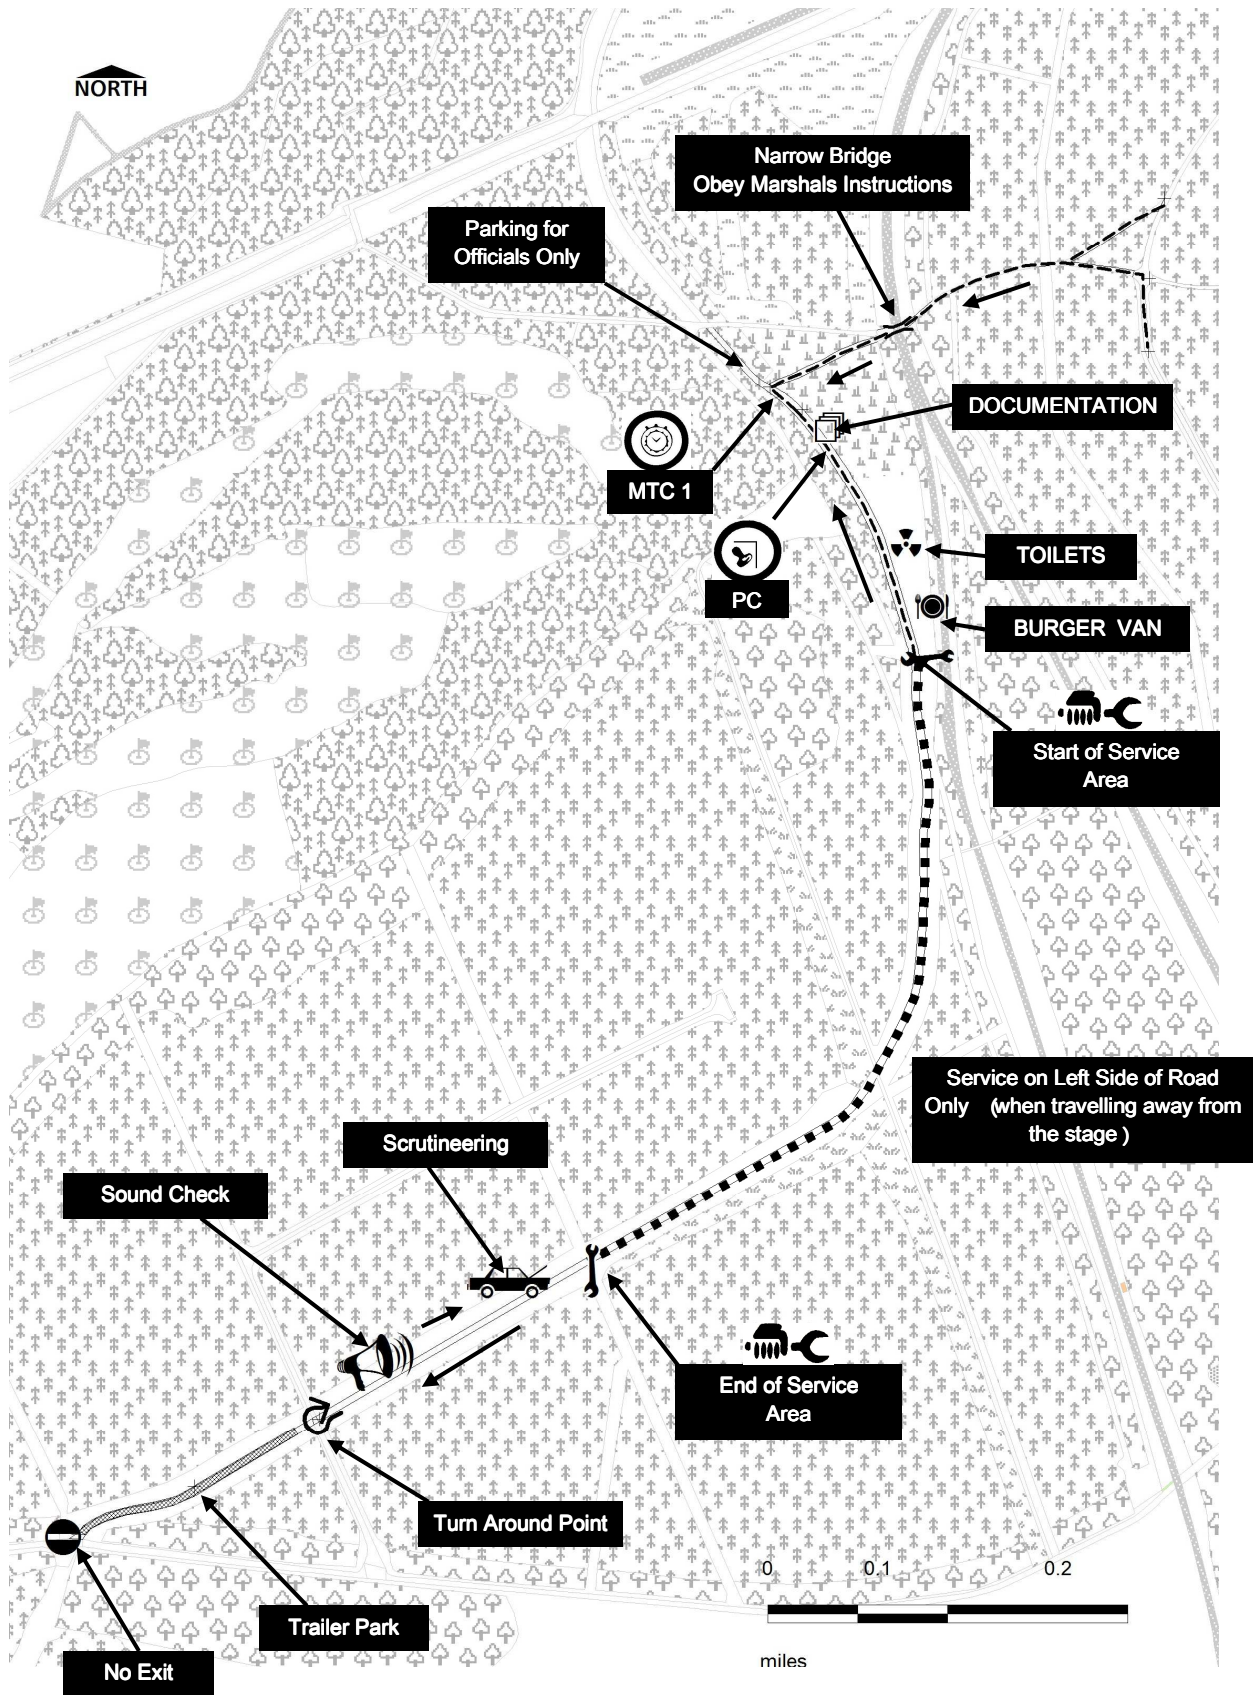 NORTH
Narrow Bridge
Obey Marshals Instructions
Parking for
Officials Only
DOCUMENTATION
MTC 1
TOILETS
PC
BURGER VAN
Start of Service
Area
Service on Left Side of Road
Only (when travelling away from
the stage )
Scrutineering
Sound Check
End of Service
Area
Turn Around Point
0 0.1 0.2
Trailer Park
miles
No Exit